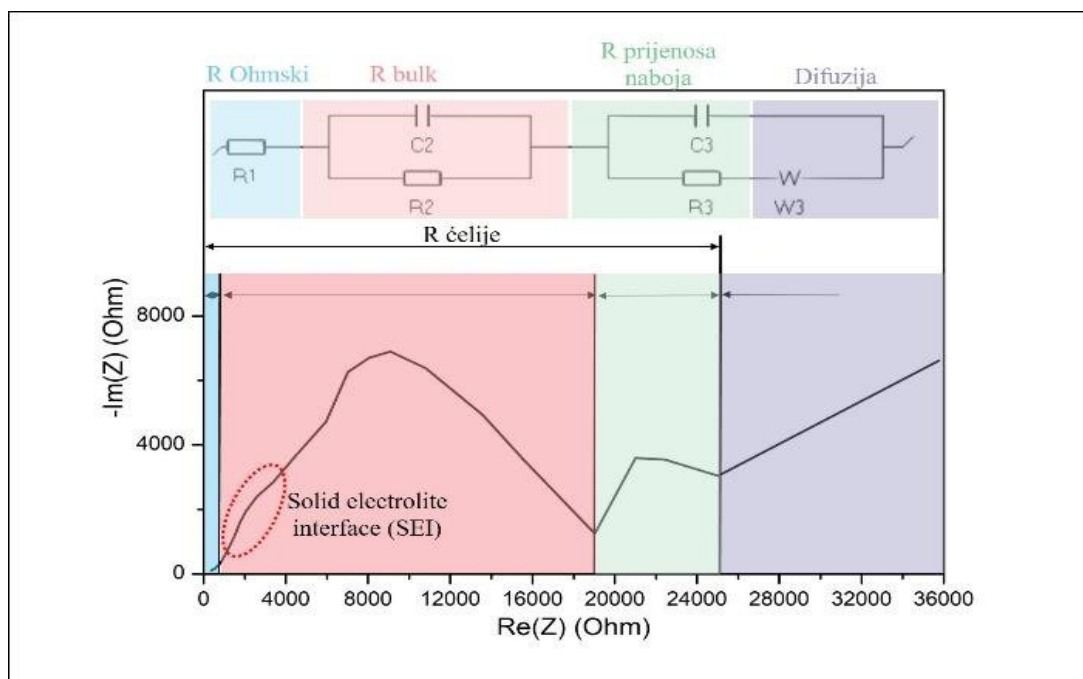 R prijenosa
naboja
R Ohmski
R bulk
Difuzija
C2
C3
R1
R2
R3
W
W3
R ćelije
-Im(Z) (Ohm)
8000
4000
0
Solid electrolite
interface (SEI)
0 4000 8000 12000 16000 20000 24000 28000 32000 36000
Re(Z) (Ohm)